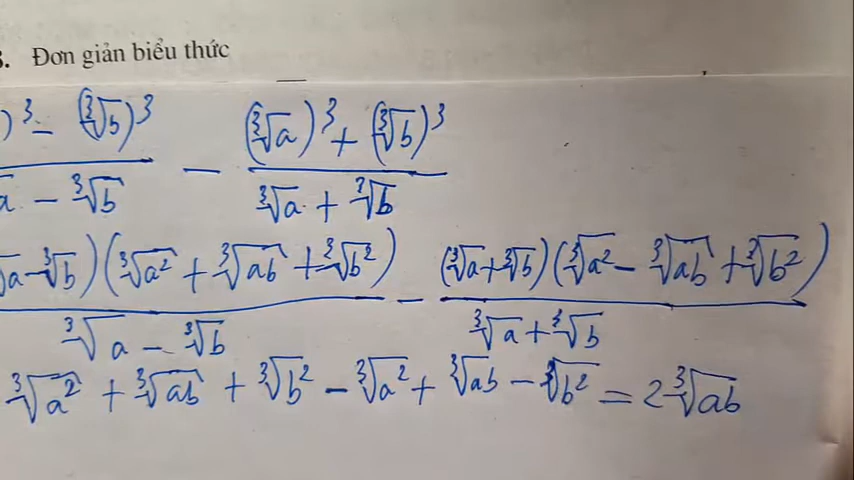 3. Đơn giản biểu thức
)³ - (∛b)³ / a - ∛b - (∛a)³ + (∛b)³ / ∛a + ∛b
√a - ∛b)(∛a² + ∛ab + ∛b²) / ∛a - ∛b - (∛a + ∛b)(∛a² - ∛ab + ∛b²) / ∛a + ∛b
∛a² + ∛ab + ∛b² - ∛a² + ∛ab - ∛b² = 2∛ab